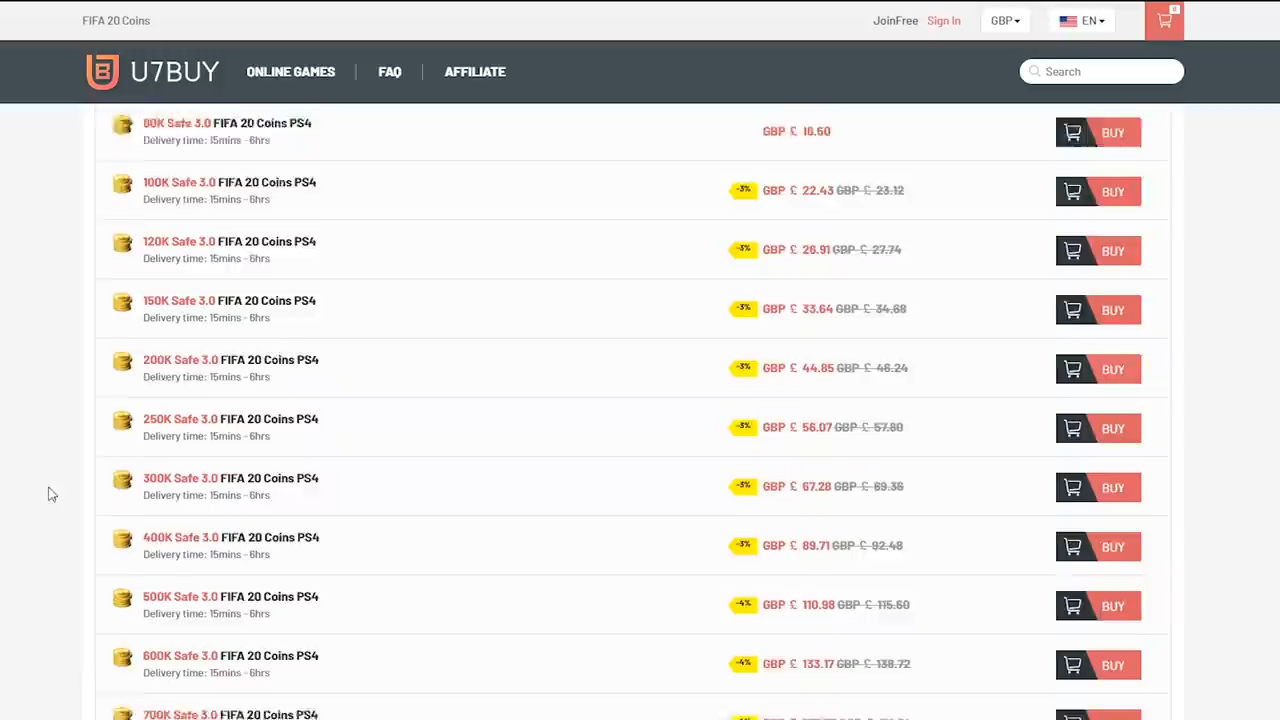 FIFA 20 Coins
JoinFree Sign In GBP EN 0
U7BUY ONLINE GAMES FAQ AFFILIATE Search
80K Safe 3.0 FIFA 20 Coins PS4
Delivery time: 15mins - 6hrs
GBP £ 18.60
BUY
100K Safe 3.0 FIFA 20 Coins PS4
Delivery time: 15mins - 6hrs
-3% GBP £ 22.43 GBP £ 23.12
BUY
120K Safe 3.0 FIFA 20 Coins PS4
Delivery time: 15mins - 6hrs
-3% GBP £ 26.91 GBP £ 27.74
BUY
150K Safe 3.0 FIFA 20 Coins PS4
Delivery time: 15mins - 6hrs
-3% GBP £ 33.64 GBP £ 34.68
BUY
200K Safe 3.0 FIFA 20 Coins PS4
Delivery time: 15mins - 6hrs
-3% GBP £ 44.85 GBP £ 46.24
BUY
250K Safe 3.0 FIFA 20 Coins PS4
Delivery time: 15mins - 6hrs
-3% GBP £ 56.07 GBP £ 57.80
BUY
300K Safe 3.0 FIFA 20 Coins PS4
Delivery time: 15mins - 6hrs
-3% GBP £ 67.28 GBP £ 69.36
BUY
400K Safe 3.0 FIFA 20 Coins PS4
Delivery time: 15mins - 6hrs
-3% GBP £ 89.71 GBP £ 92.48
BUY
500K Safe 3.0 FIFA 20 Coins PS4
Delivery time: 15mins - 6hrs
-4% GBP £ 110.98 GBP £ 115.60
BUY
600K Safe 3.0 FIFA 20 Coins PS4
Delivery time: 15mins - 6hrs
-4% GBP £ 133.17 GBP £ 138.72
BUY
700K Safe 3.0 FIFA 20 Coins PS4